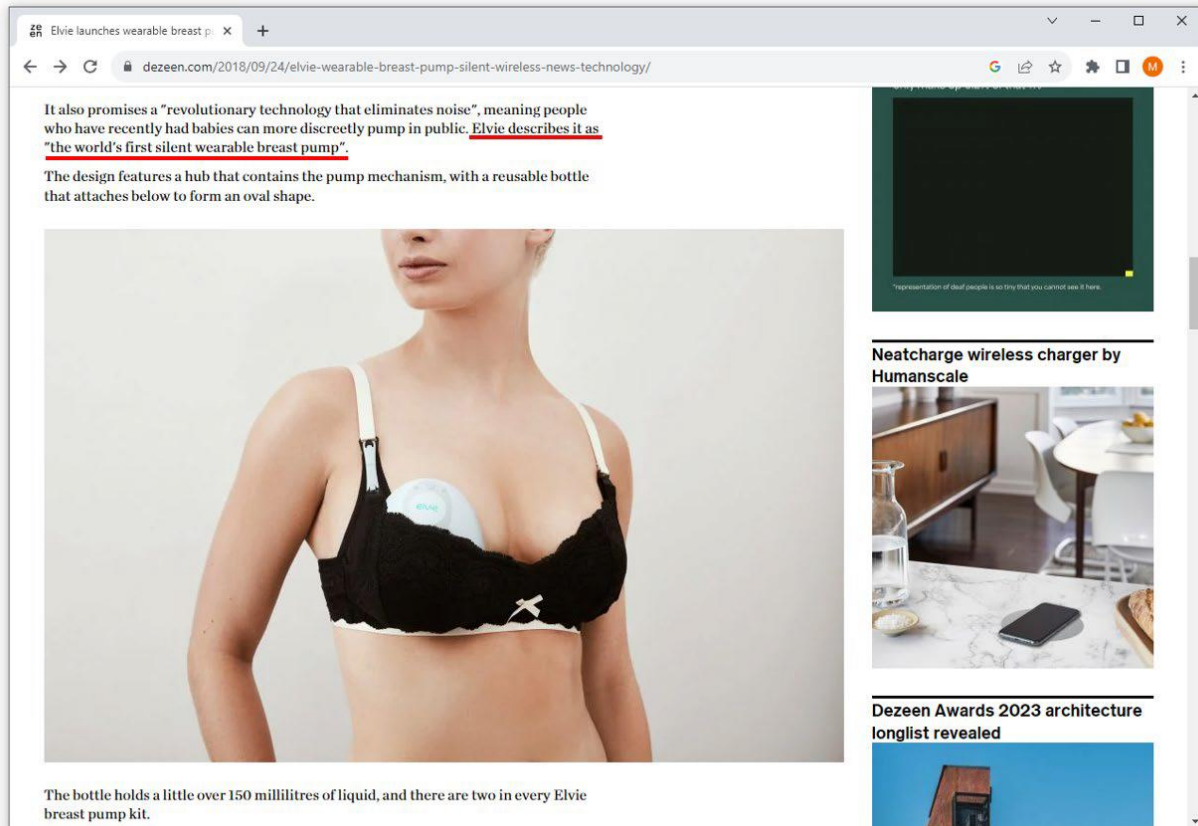 ze
en
Elvie launches wearable breast p
dezeen.com/2018/09/24/elvie-wearable-breast-pump-silent-wireless-news-technology/
M
It also promises a "revolutionary technology that eliminates noise", meaning people
who have recently had babies can more discreetly pump in public. Elvie describes it as
"the world's first silent wearable breast pump".
The design features a hub that contains the pump mechanism, with a reusable bottle
that attaches below to form an oval shape.
elvie
The bottle holds a little over 150 millilitres of liquid, and there are two in every Elvie
breast pump kit.
*representation of deaf people is so tiny that you cannot see it here.
Neatcharge wireless charger by
Humanscale
Dezeen Awards 2023 architecture
longlist revealed